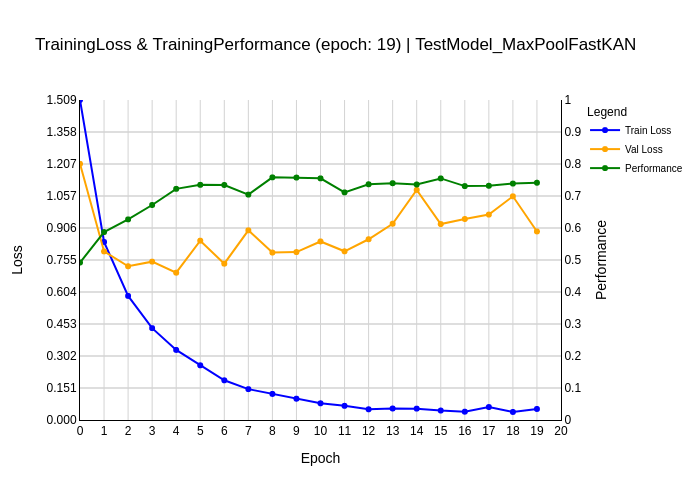 TrainingLoss & TrainingPerformance (epoch: 19) | TestModel_MaxPoolFastKAN
Legend
Train Loss
Val Loss
Performance
1.509
1.358
1.207
1.057
0.906
0.755
0.604
0.453
0.302
0.151
0.000
Loss
1
0.9
0.8
0.7
0.6
0.5
0.4
0.3
0.2
0.1
0
Performance
0 1 2 3 4 5 6 7 8 9 10 11 12 13 14 15 16 17 18 19 20
Epoch